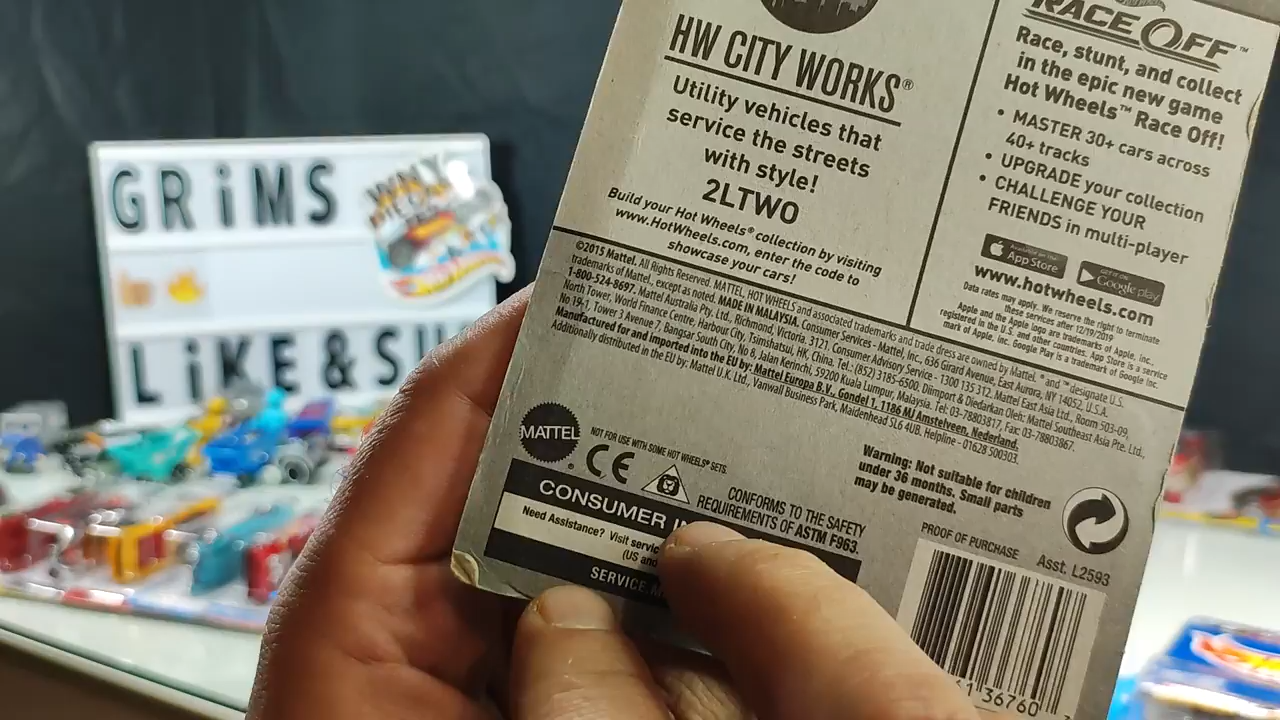 GRiMS
LiKE & SU
HW CITY WORKS®
Utility vehicles that
service the streets
with style!
2LTWO
Build your Hot Wheels® collection by visiting
www.HotWheels.com, enter the code to
showcase your cars!
RACE OFF™
Race, stunt, and collect
in the epic new game
Hot Wheels™ Race Off!
• MASTER 30+ cars across
40+ tracks
• UPGRADE your collection
• CHALLENGE YOUR
FRIENDS in multi-player
Available on the
App Store
GET IT ON
Google play
www.hotwheels.com
Data rates may apply. We reserve the right to terminate
these services after 12/19/2019
Apple and the Apple logo are trademarks of Apple, Inc.,
registered in the U.S. and other countries. App Store is a service
mark of Apple, Inc. Google Play is a trademark of Google Inc.
©2015 Mattel. All Rights Reserved. MATTEL, HOT WHEELS and associated trademarks and trade dress are owned by Mattel. ® and ™ designate U.S.
trademarks of Mattel, except as noted. MADE IN MALAYSIA. Consumer Services - Mattel, Inc., 636 Girard Avenue, East Aurora, NY 14052, U.S.A.
1-800-524-8697. Mattel Australia Pty. Ltd., Richmond, Victoria. 3121. Consumer Advisory Service - 1300 135 312. Mattel East Asia Ltd., Room 503-09,
North Tower, World Finance Centre, Harbour City, Tsimshatsui, HK, China. Tel.: (852) 3185-6500. Diimport & Diedarkan Oleh: Mattel Southeast Asia Pte. Ltd.,
No 19-1, Tower 3 Avenue 7, Bangsar South City, No 8, Jalan Kerinchi, 59200 Kuala Lumpur, Malaysia. Tel: 03-78803817, Fax: 03-78803867.
Manufactured for and imported into the EU by: Mattel Europa B.V., Gondel 1, 1186 MJ Amstelveen, Nederland.
Additionally distributed in the EU by: Mattel U.K. Ltd., Vanwall Business Park, Maidenhead SL6 4UB. Helpline - 01628 500303.
MATTEL®
NOT FOR USE WITH SOME HOT WHEELS® SETS.
CE
CONFORMS TO THE SAFETY
REQUIREMENTS OF ASTM F963.
Warning: Not suitable for children
under 36 months. Small parts
may be generated.
CONSUMER
Need Assistance? Visit
(US and
SERVICE.M
PROOF OF PURCHASE
Asst. L2593
36760